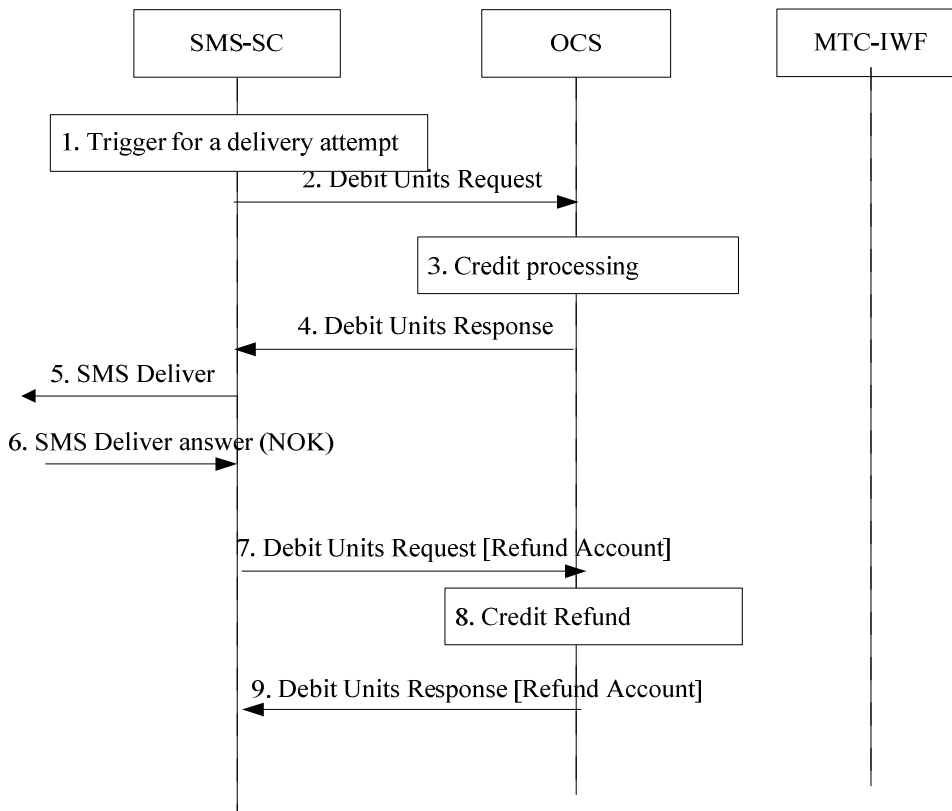 SMS-SC
OCS
MTC-IWF
1. Trigger for a delivery attempt
2. Debit Units Request
3. Credit processing
4. Debit Units Response
5. SMS Deliver
6. SMS Deliver answer (NOK)
7. Debit Units Request [Refund Account]
8. Credit Refund
9. Debit Units Response [Refund Account]